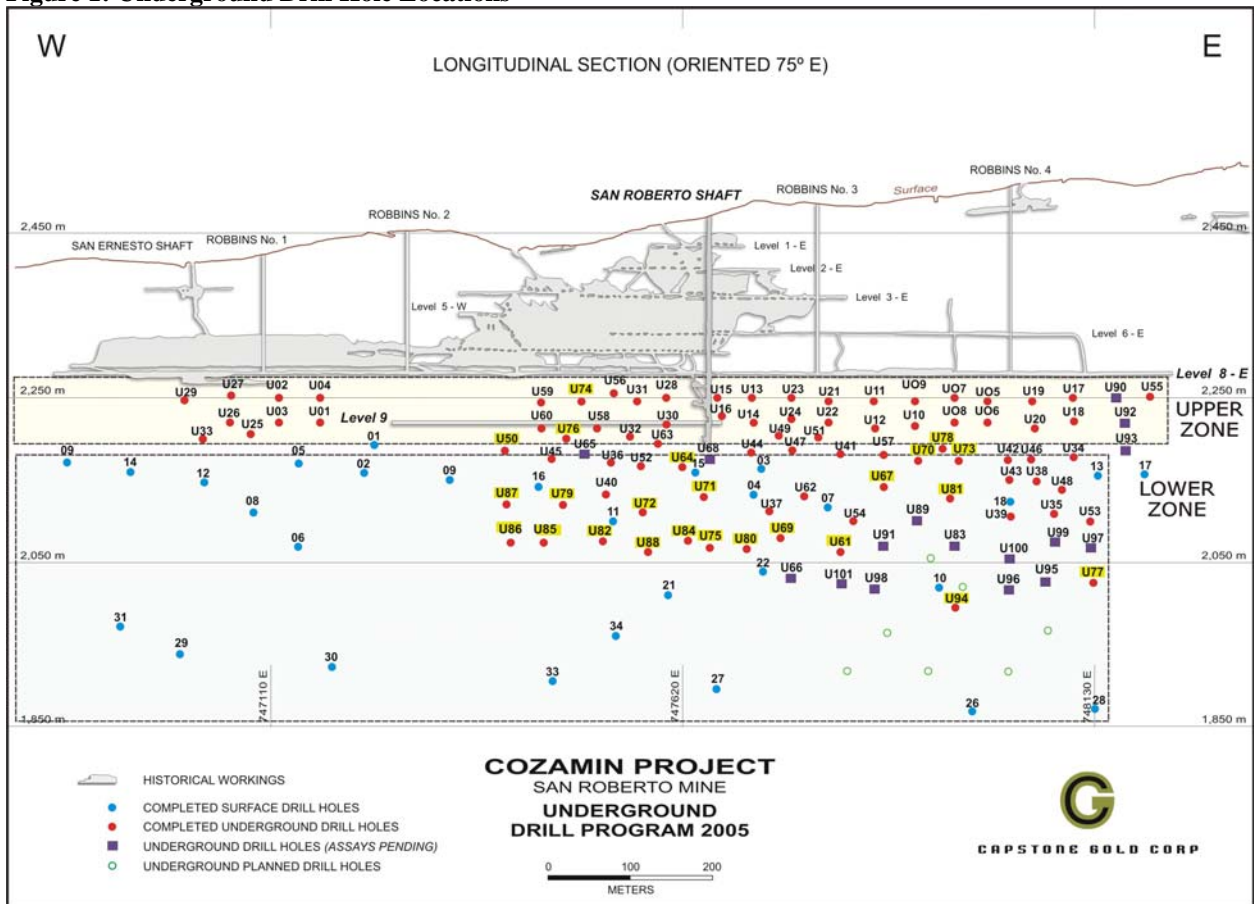 Figure 1: Underground Drill Hole Locations
W
E
LONGITUDINAL SECTION (ORIENTED 75º E)
ROBBINS No. 4
SAN ROBERTO SHAFT
ROBBINS No. 3
Surface
ROBBINS No. 2
2,450 m
2,450 m
SAN ERNESTO SHAFT
ROBBINS No. 1
Level 1 - E
Level 2 - E
Level 3 - E
Level 5 - W
Level 6 - E
Level 8 - E
2,250 m
2,250 m
U29 U27 U02 U04 U59 U74 U56 U31 U28 U15 U13 U23 U21 U11 UO9 UO7 UO5 U19 U17 U90 U55
UPPER
ZONE
U33 U26 U25 U03 U01 Level 9 U60 U76 U58 U32 U30 U63 U16 U14 U49 U24 U51 U22 U12 U10 UO8 UO6 U20 U18 U92
09 14 12 05 01 02 09 U50 U45 U65 U36 U52 U64 U68 15 U44 03 U47 U41 U57 U70 U78 U73 U42 U46 U34 U93 13 17
LOWER
ZONE
08 06 U87 16 U79 U40 11 U72 U71 04 U37 U62 07 U54 U67 U89 U81 U43 U38 18 U39 U48 U35 U53
U86 U85 U82 U88 U84 U75 U80 U69 U61 U91 U83 U100 U99 U97
2,050 m
2,050 m
22 U66 U101 U98 10 U94 U96 U95 U77
21
31 29 30 34 33 27 26 28
747110 E
747620 E
748130 E
1,850 m
1,850 m
COZAMIN PROJECT
SAN ROBERTO MINE
UNDERGROUND
DRILL PROGRAM 2005
0 100 200
METERS
HISTORICAL WORKINGS
COMPLETED SURFACE DRILL HOLES
COMPLETED UNDERGROUND DRILL HOLES
UNDERGROUND DRILL HOLES (ASSAYS PENDING)
UNDERGROUND PLANNED DRILL HOLES
CAPSTONE GOLD CORP